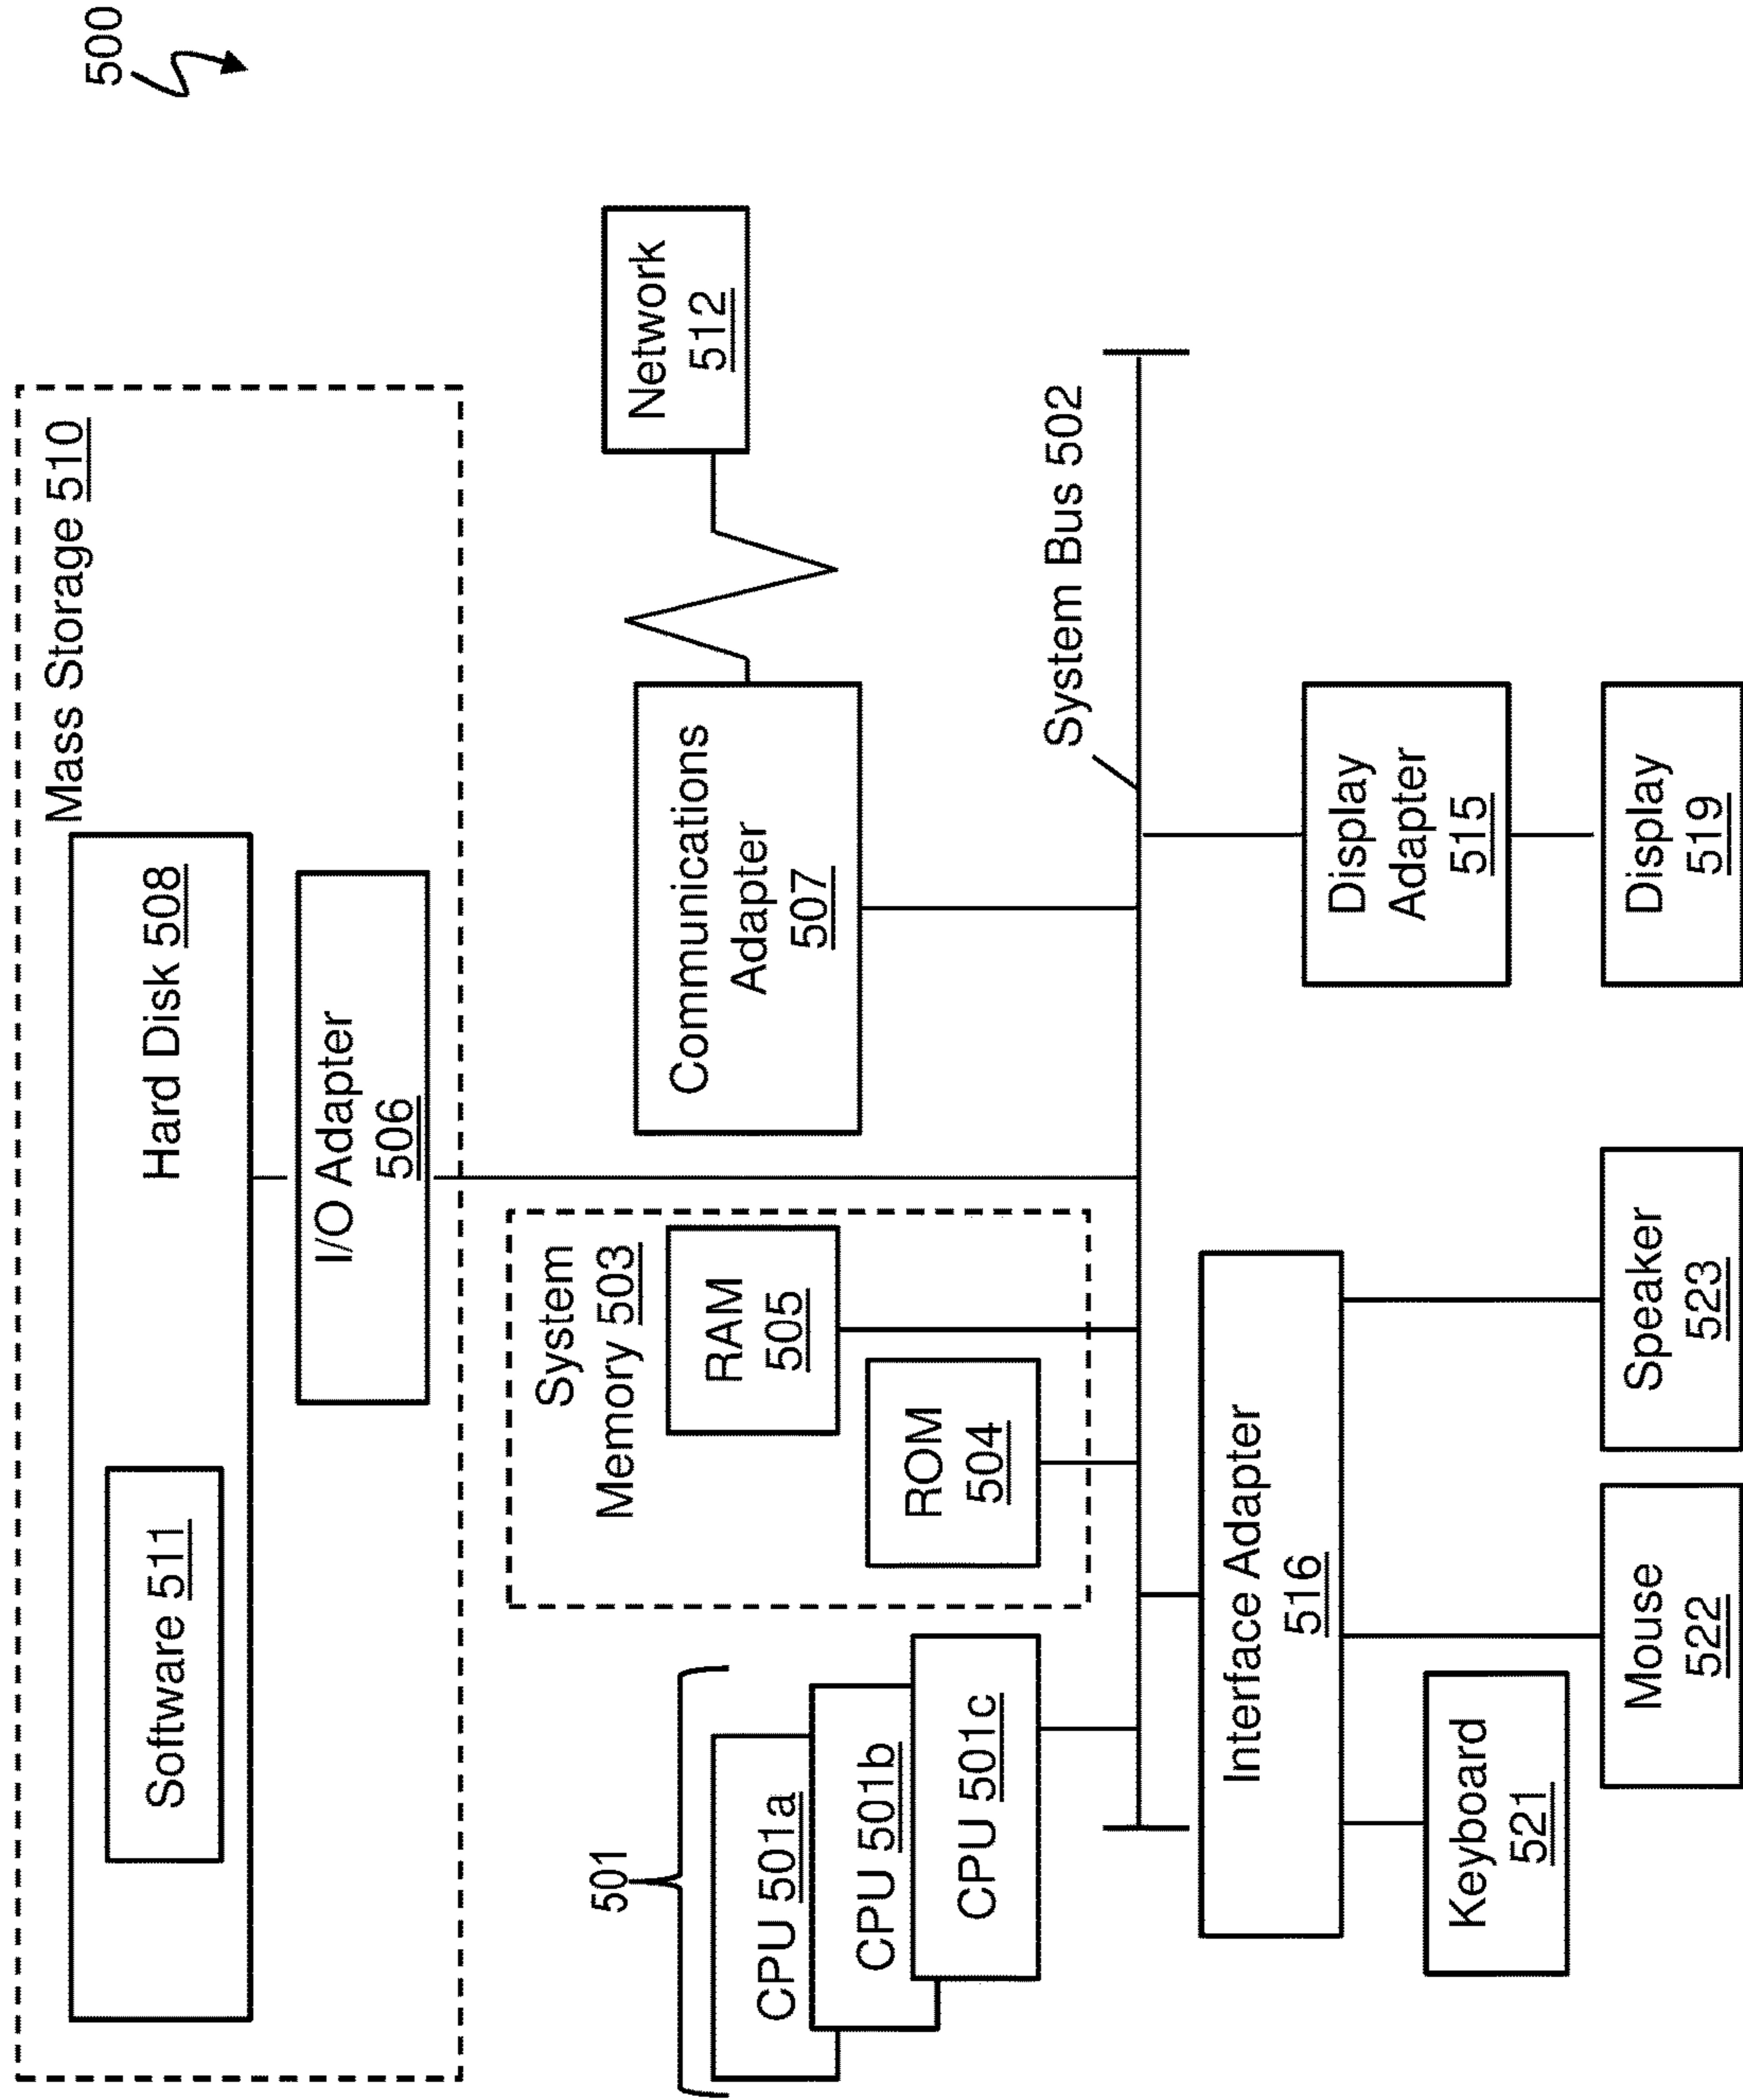 500
Mass Storage 510
Hard Disk 508
Software 511
I/O Adapter
506
501
CPU 501a
CPU 501b
CPU 501c
System
Memory 503
RAM
505
ROM
504
Communications
Adapter
507
Network
512
System Bus 502
Interface Adapter
516
Display
Adapter
515
Keyboard
521
Mouse
522
Speaker
523
Display
519